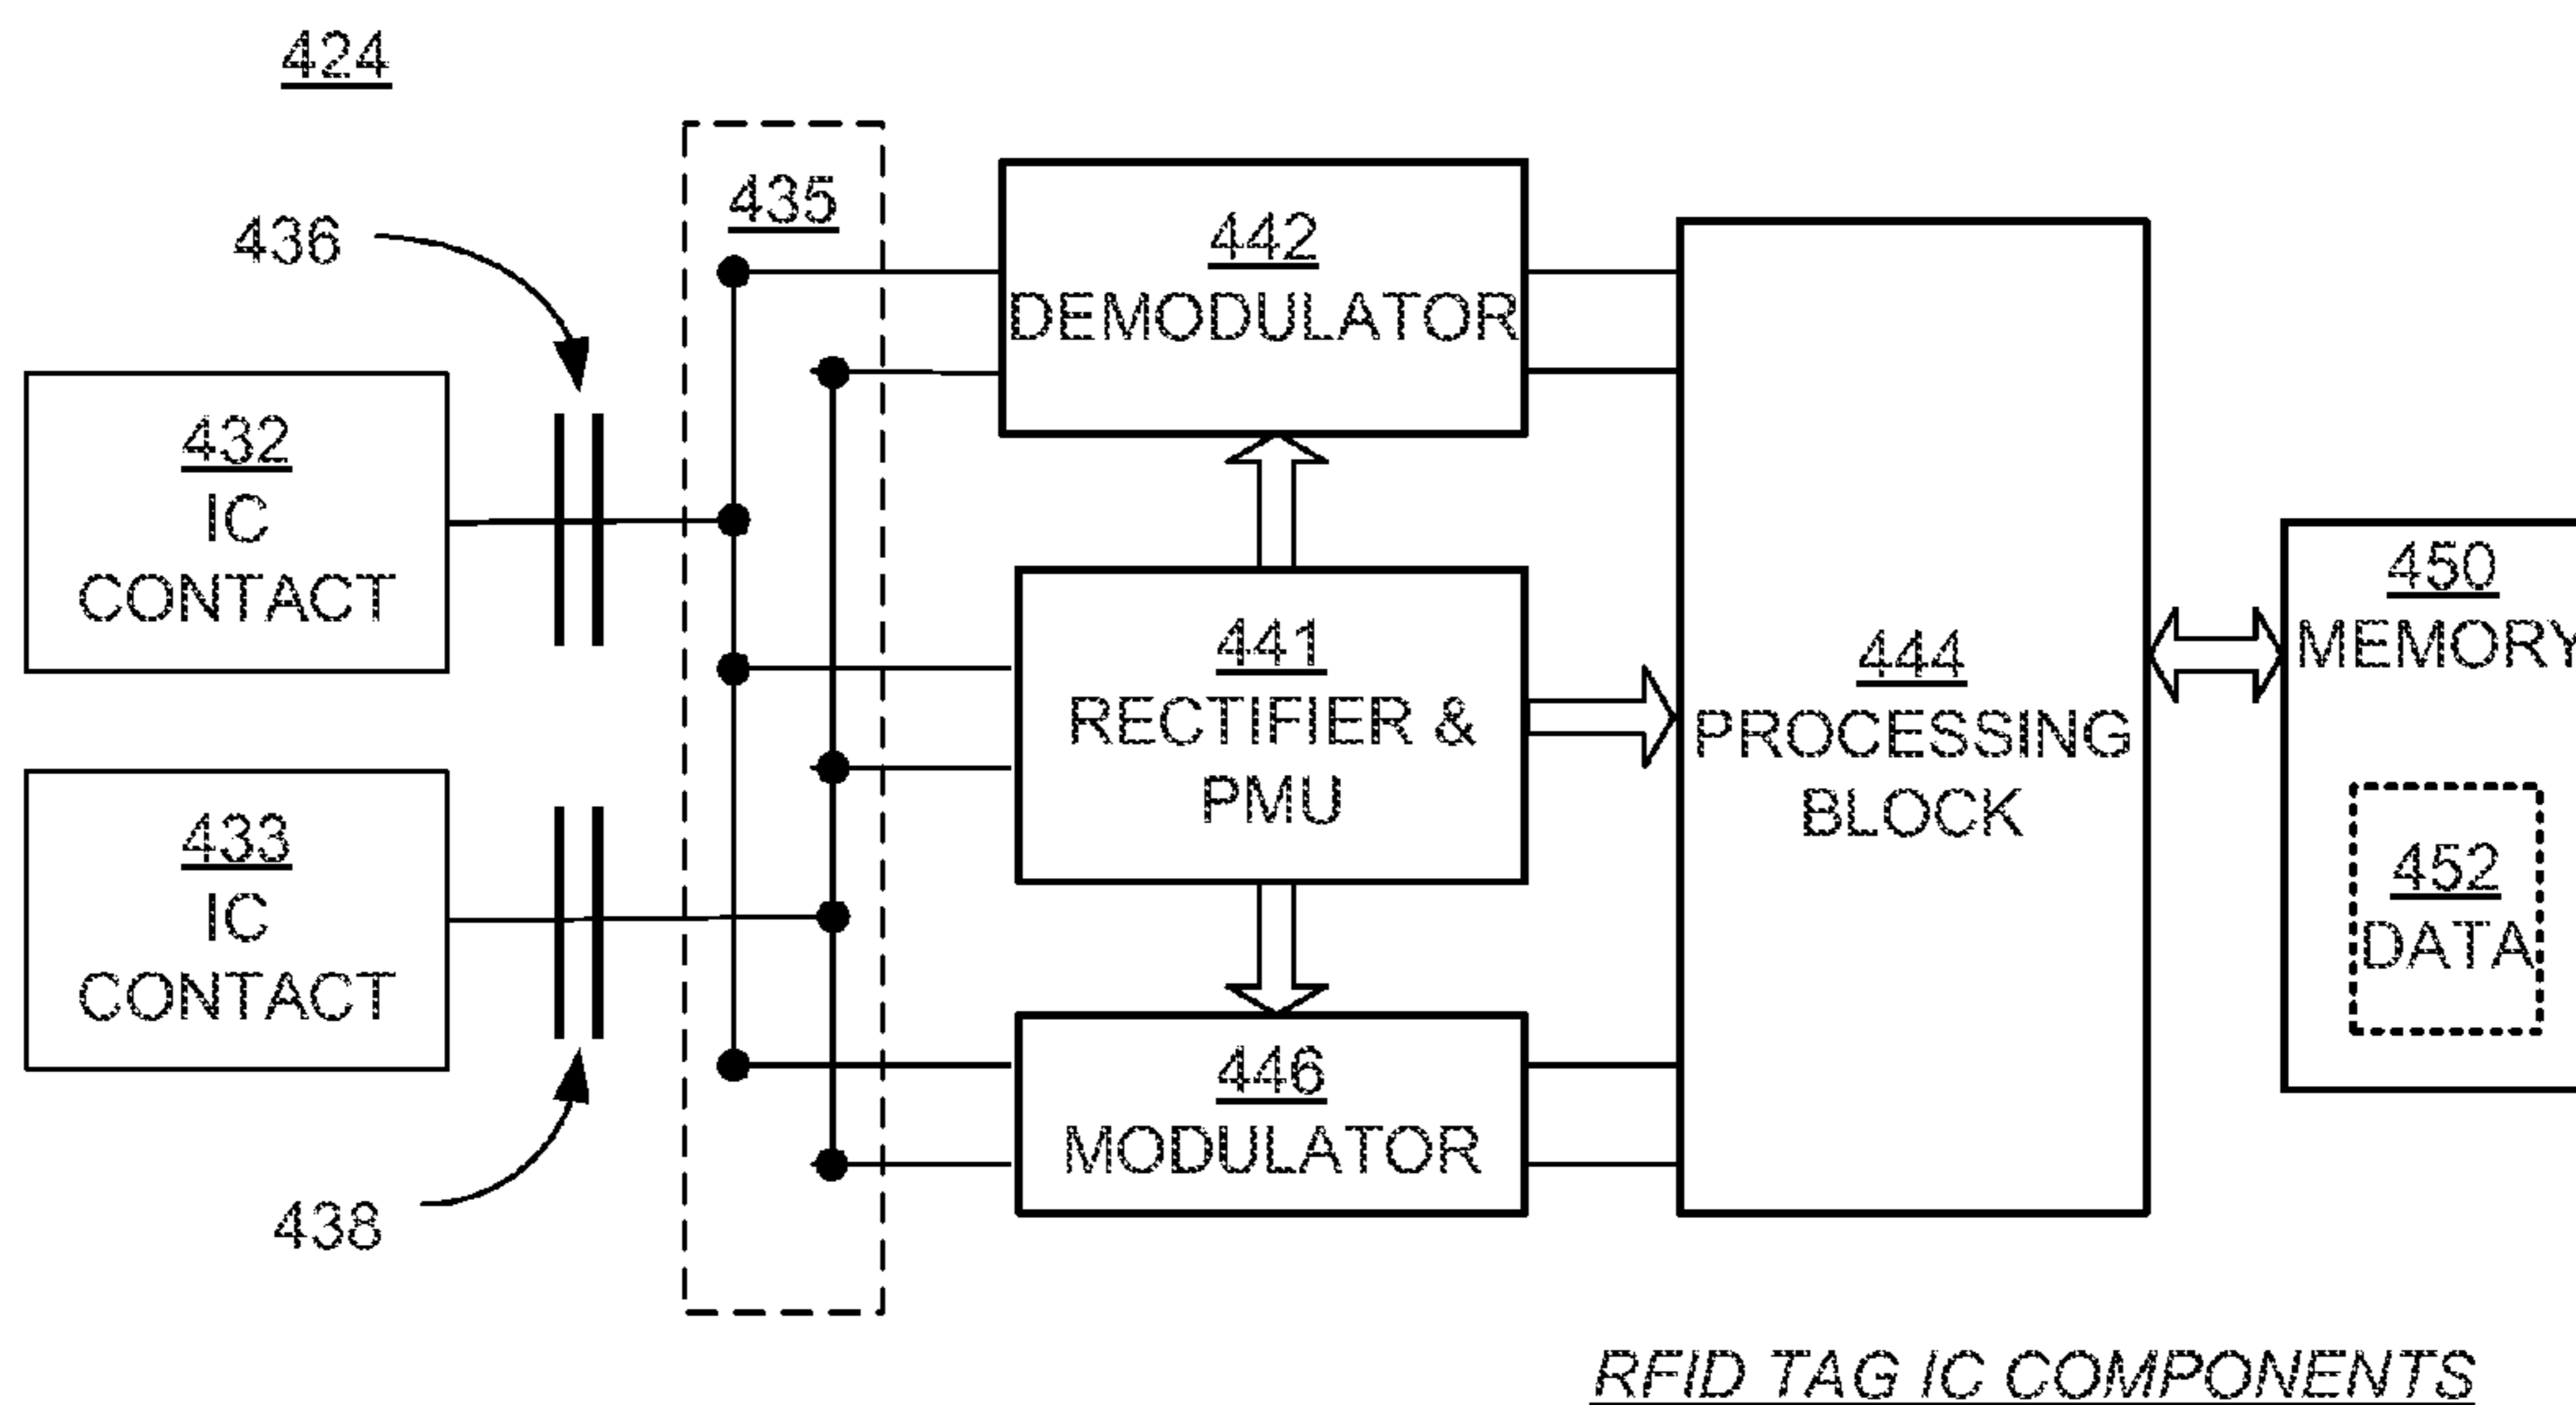 424
435
436
442
DEMODULATOR
432
IC
CONTACT
441
RECTIFIER &
PMU
444
PROCESSING
BLOCK
450
MEMORY
433
IC
CONTACT
452
DATA
446
MODULATOR
438
RFID TAG IC COMPONENTS